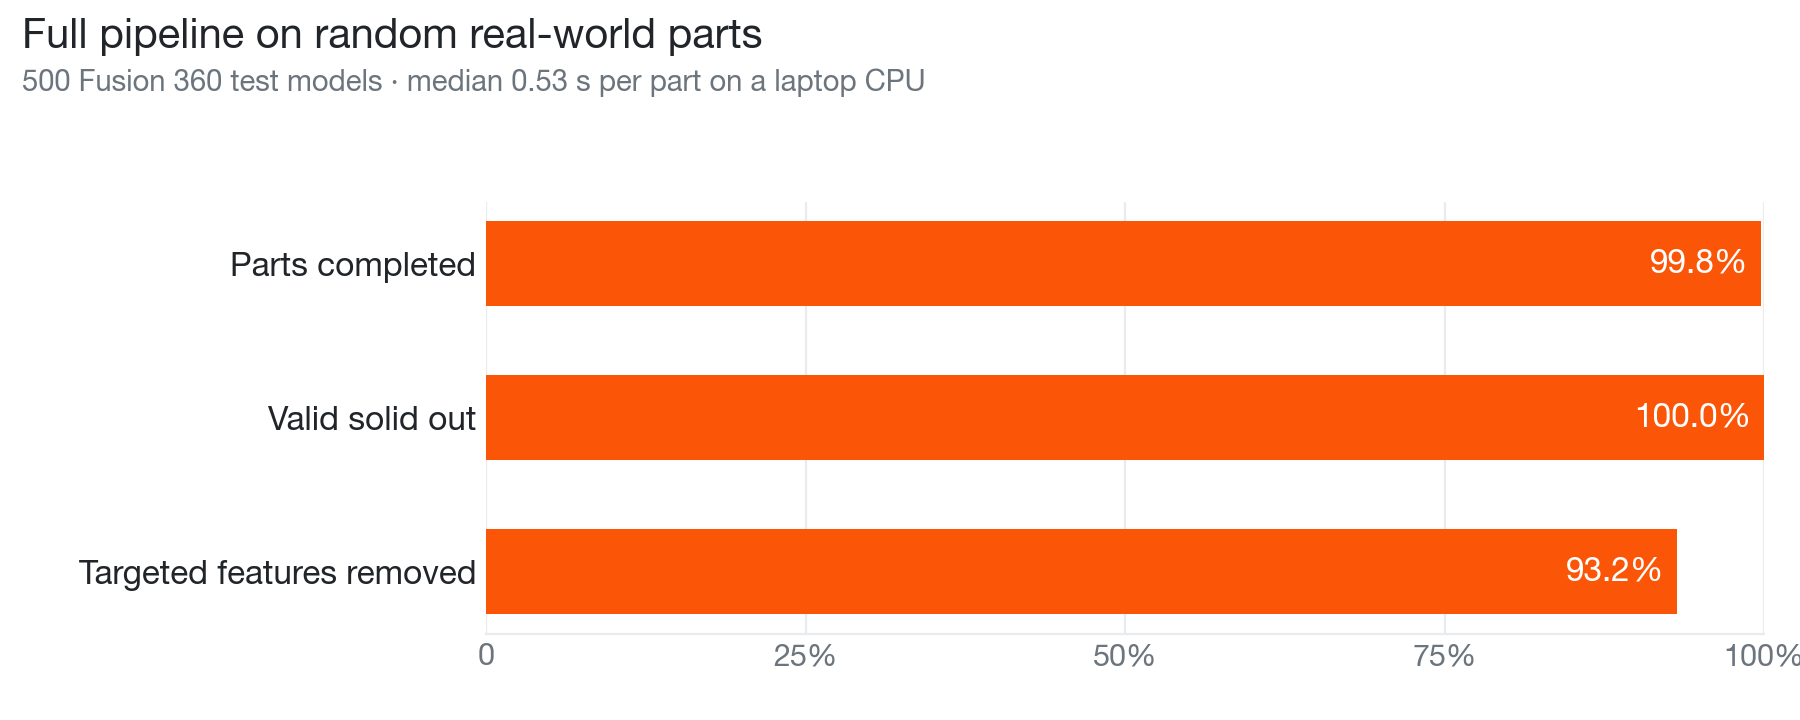 Full pipeline on random real-world parts
500 Fusion 360 test models · median 0.53 s per part on a laptop CPU
Parts completed
99.8%
Valid solid out
100.0%
Targeted features removed
93.2%
0
25%
50%
75%
100%